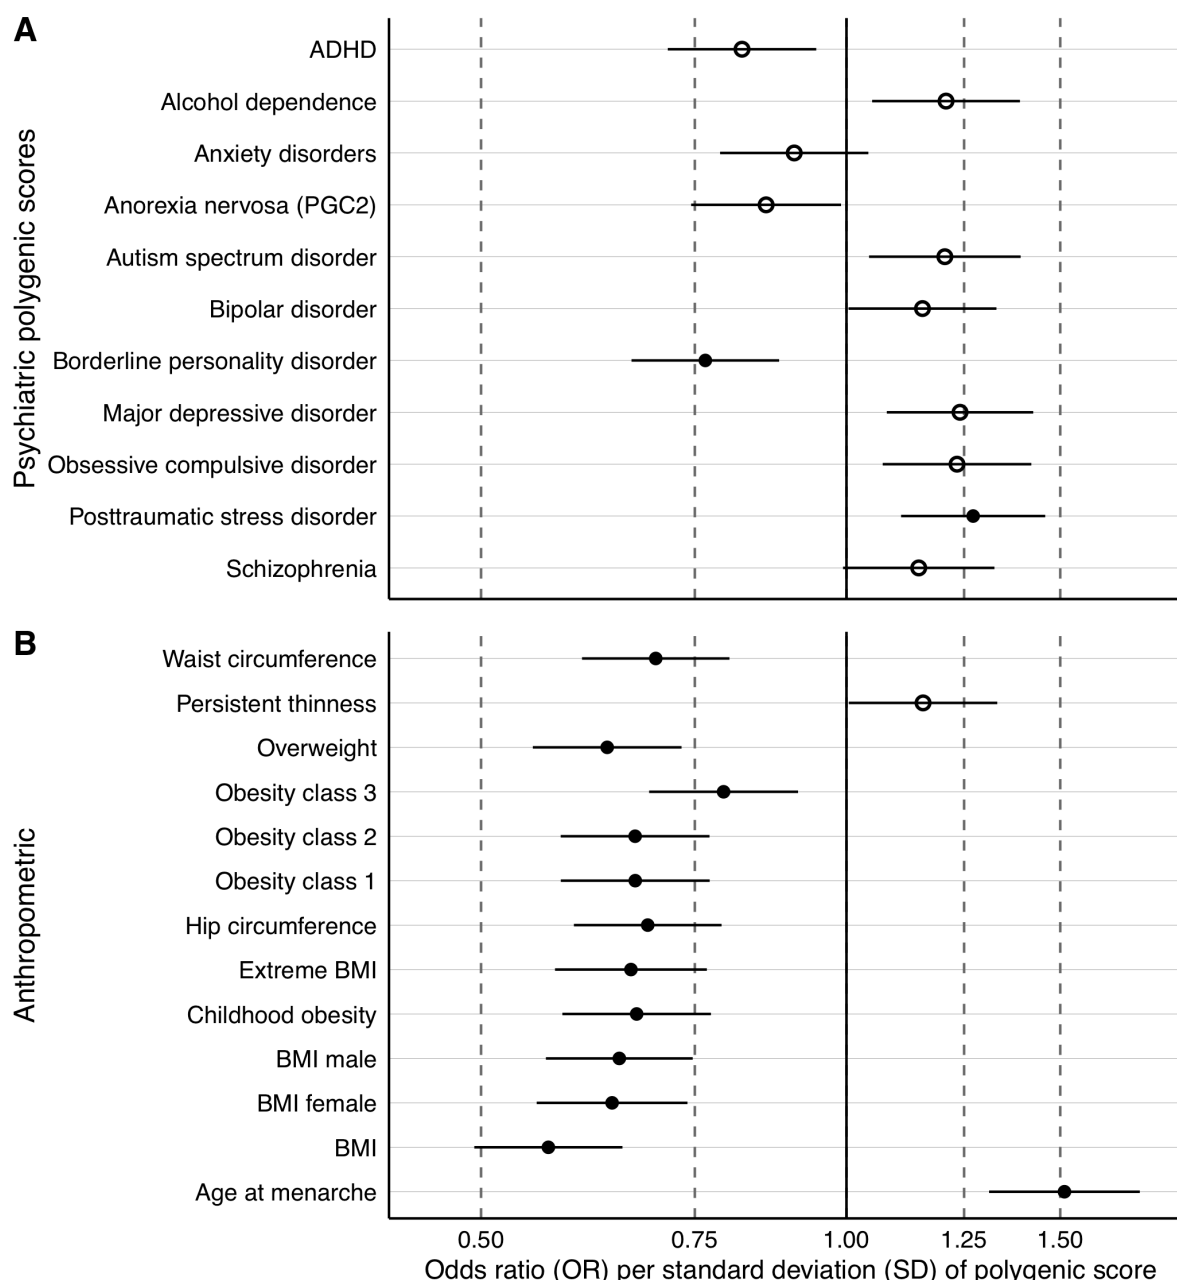 A
Psychiatric polygenic scores
ADHD
Alcohol dependence
Anxiety disorders
Anorexia nervosa (PGC2)
Autism spectrum disorder
Bipolar disorder
Borderline personality disorder
Major depressive disorder
Obsessive compulsive disorder
Posttraumatic stress disorder
Schizophrenia
B
Anthropometric
Waist circumference
Persistent thinness
Overweight
Obesity class 3
Obesity class 2
Obesity class 1
Hip circumference
Extreme BMI
Childhood obesity
BMI male
BMI female
BMI
Age at menarche
0.50 0.75 1.00 1.25 1.50
Odds ratio (OR) per standard deviation (SD) of polygenic score